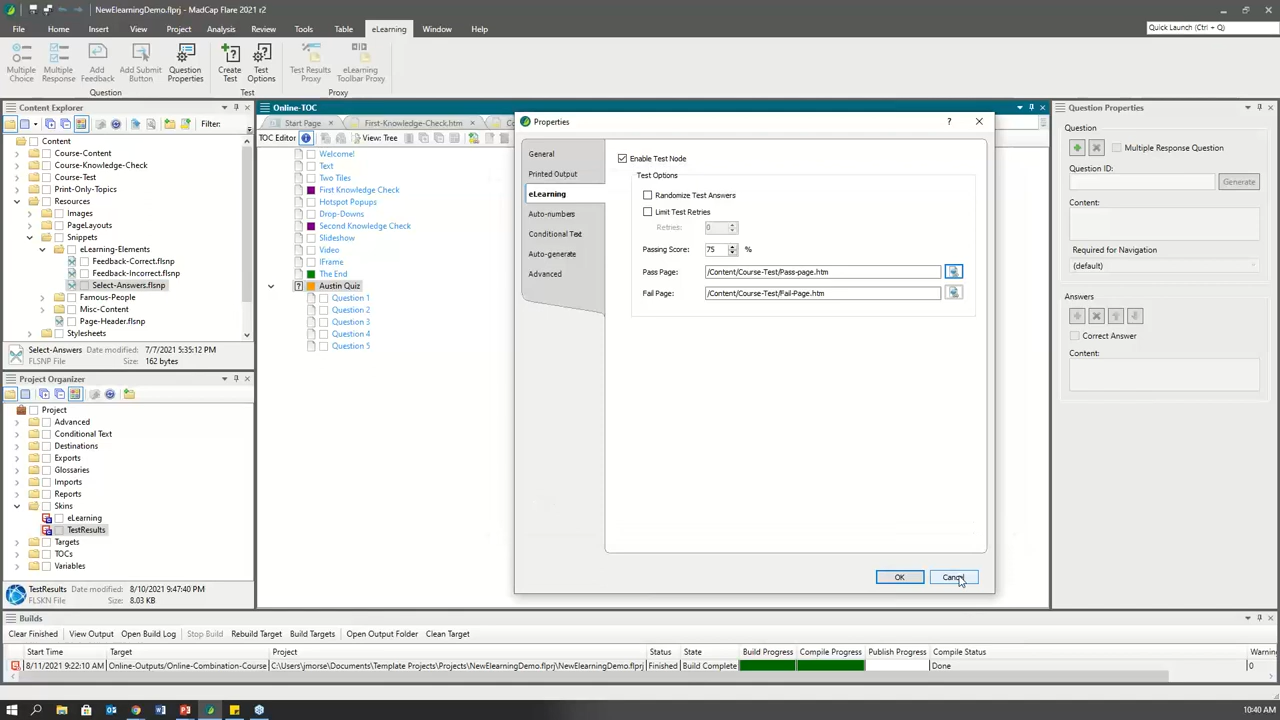 NewElearningDemo.flprj - MadCap Flare 2021 r2
File Home Insert View Project Analysis Review Tools Table eLearning Window Help
Quick Launch (Ctrl + Q)
Multiple Choice
Multiple Response
Add Feedback
Add Submit Button
Question Properties
Create Test
Test Options
Test Results Proxy
eLearning Toolbar Proxy
Question
Test
Proxy
Content Explorer
Filter:
Content
Course-Content
Course-Knowledge-Check
Course-Test
Print-Only-Topics
Resources
Images
PageLayouts
Snippets
eLearning-Elements
Feedback-Correct.flsnp
Feedback-Incorrect.flsnp
Select-Answers.flsnp
Famous-People
Misc-Content
Page-Header.flsnp
Stylesheets
Select-Answers Date modified: 7/7/2021 5:35:12 PM
FLSNP File Size: 162 bytes
Project Organizer
Project
Advanced
Conditional Text
Destinations
Exports
Glossaries
Imports
Reports
Skins
eLearning
TestResults
Targets
TOCs
Variables
TestResults Date modified: 8/10/2021 9:47:40 PM
FLSKN File Size: 8.03 KB
Online-TOC
Start Page First-Knowledge-Check.htm
TOC Editor View: Tree
Welcome!
Text
Two Tiles
First Knowledge Check
Hotspot Popups
Drop-Downs
Second Knowledge Check
Slideshow
Video
IFrame
The End
Austin Quiz
Question 1
Question 2
Question 3
Question 4
Question 5
Properties
General
Printed Output
eLearning
Auto-numbers
Conditional Text
Auto-generate
Advanced
Enable Test Node
Test Options
Randomize Test Answers
Limit Test Retries
Retries: 0
Passing Score: 75 %
Pass Page: /Content/Course-Test/Pass-page.htm
Fail Page: /Content/Course-Test/Fail-Page.htm
OK Cancel
Question Properties
Question
Multiple Response Question
Question ID:
Generate
Content:
Required for Navigation
(default)
Answers
Correct Answer
Content:
Builds
Clear Finished View Output Open Build Log Stop Build Rebuild Target Build Targets Open Output Folder Clean Target
Start Time Target Project Status State Build Progress Compile Progress Publish Progress Compile Status Warning
8/11/2021 9:22:10 AM Online-Outputs/Online-Combination-Course C:\Users\jmorse\Documents\Template Projects\Projects\NewElearningDemo.flprj\NewElearningDemo.flprj Finished Build Complete Done 0
10:40 AM